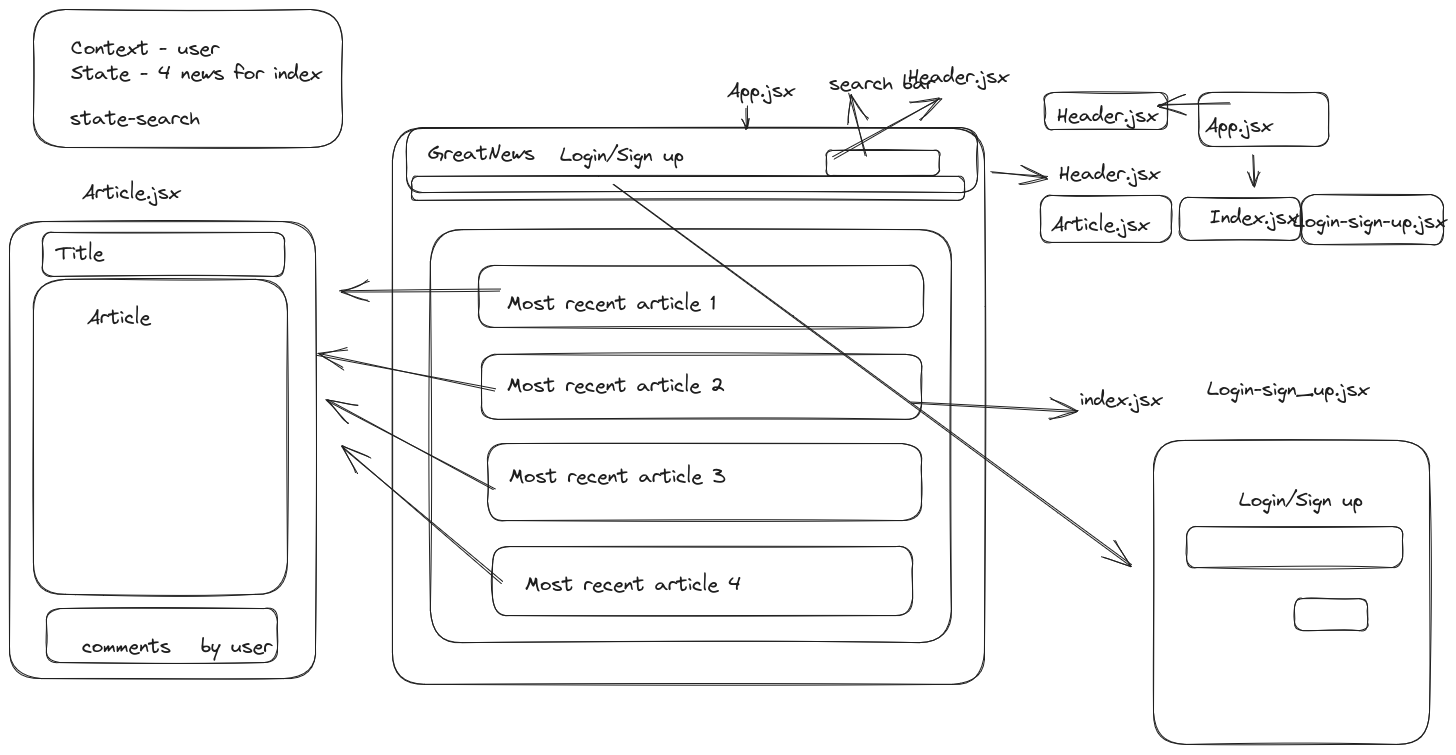 Context - user
State - 4 news for index
state-search
Article.jsx
Title
Article
comments by user
App.jsx
search bar
Header.jsx
GreatNews Login/Sign up
Most recent article 1
Most recent article 2
Most recent article 3
Most recent article 4
Header.jsx
App.jsx
Header.jsx
Article.jsx
Index.jsx
Login-sign-up.jsx
index.jsx
Login-sign_up.jsx
Login/Sign up